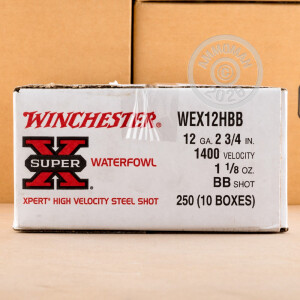 WINCHESTER
SUPER
X
WATERFOWL
XPERT® HIGH VELOCITY STEEL SHOT
WEX12HBB
12 GA. 2 3/4 IN.
1400 VELOCITY
1 1/8 OZ.
BB SHOT
250 (10 BOXES)